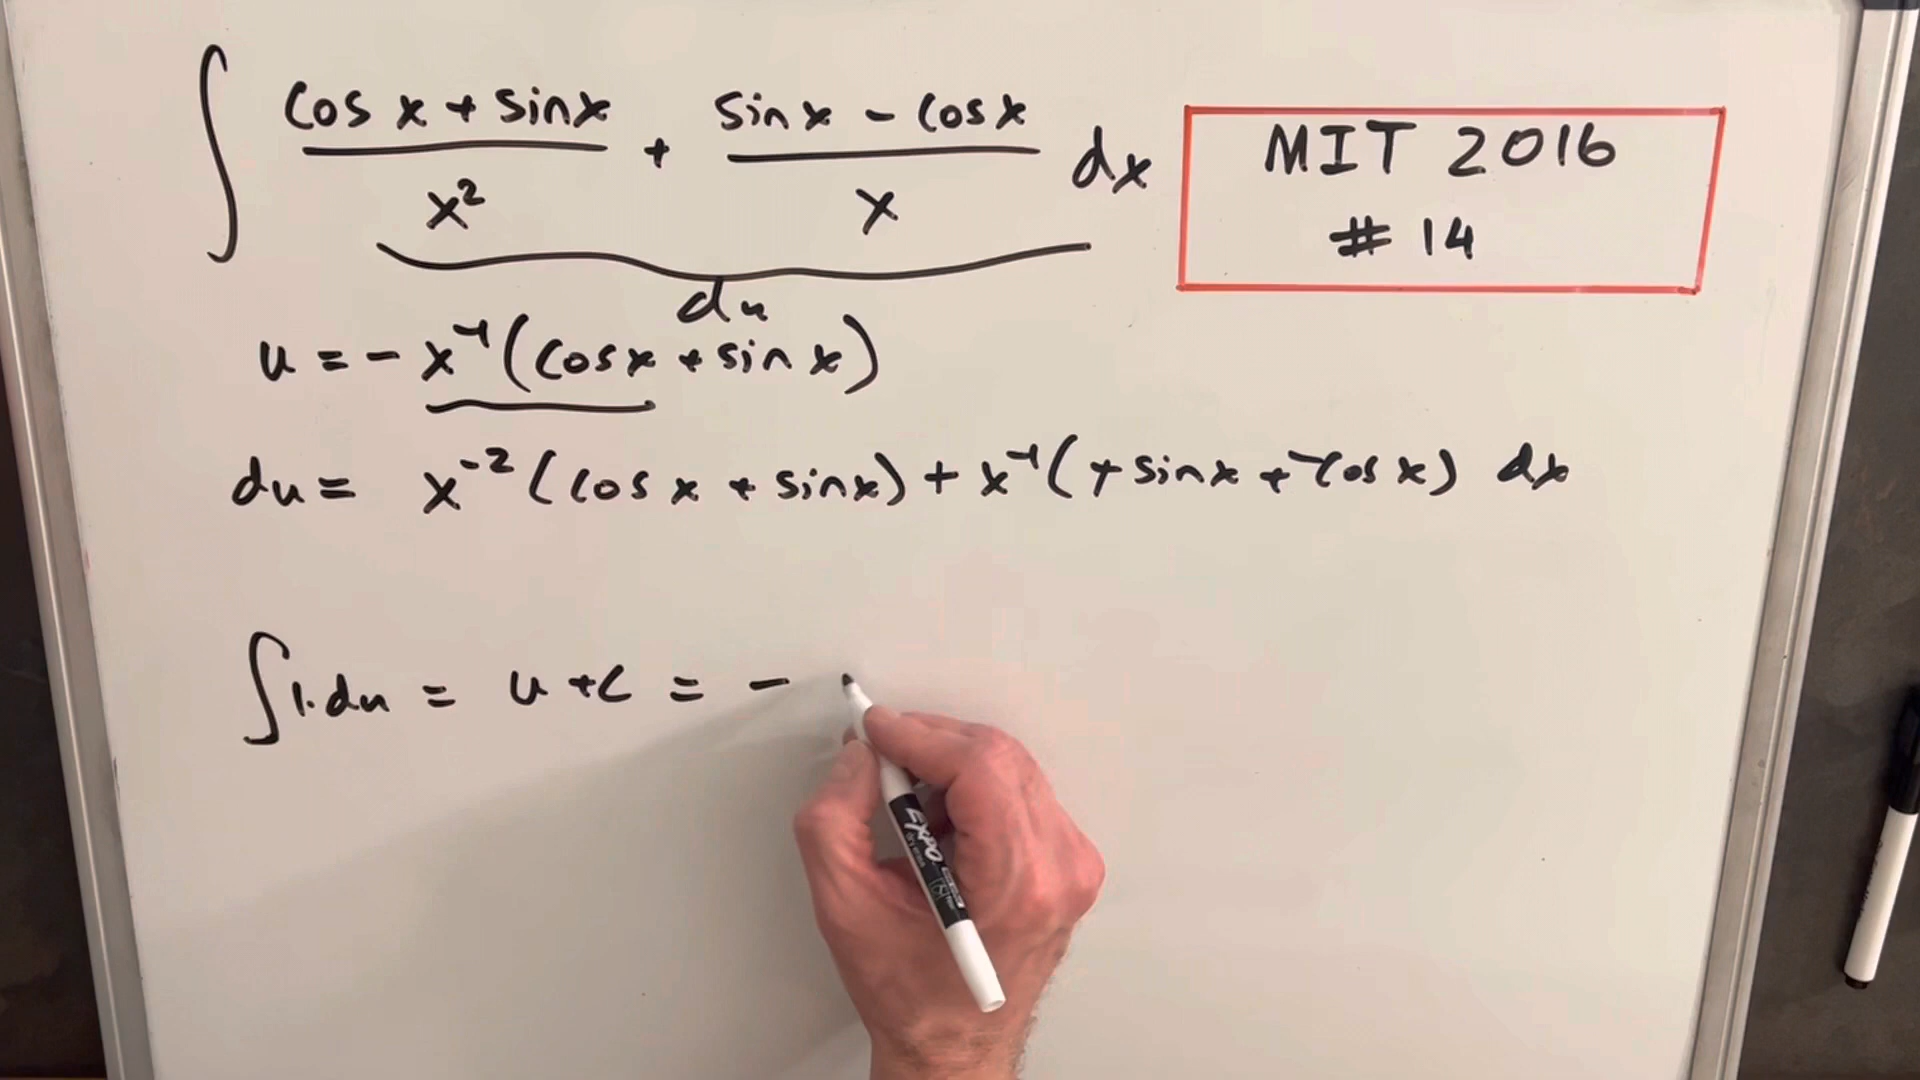 ∫ (cos x + sin x)/x² + (sin x - cos x)/x dx
MIT 2016
# 14
du
u = -x⁻¹(cos x + sin x)
du = x⁻²(cos x + sin x) + x⁻¹(+ sin x + -cos x) dx
∫ 1·du = u + C = -
EXPO